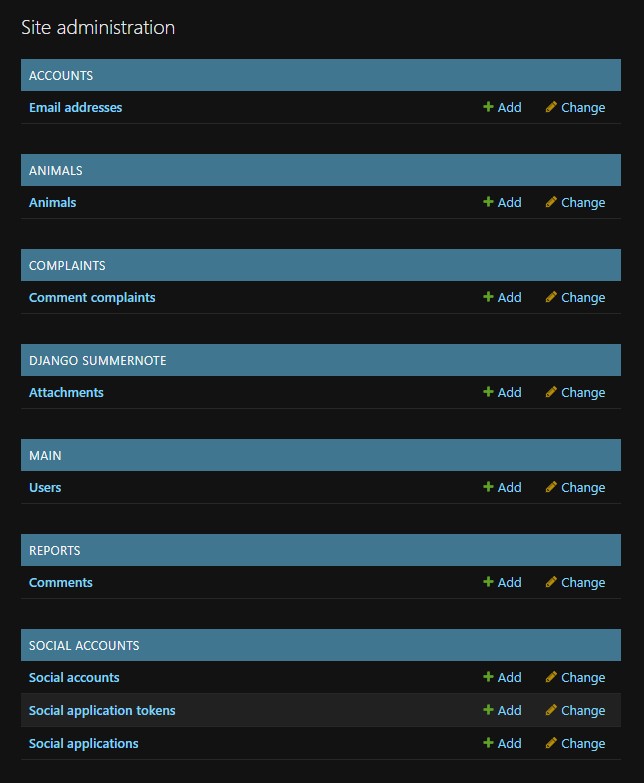 Site administration
ACCOUNTS
Email addresses Add Change
ANIMALS
Animals Add Change
COMPLAINTS
Comment complaints Add Change
DJANGO SUMMERNOTE
Attachments Add Change
MAIN
Users Add Change
REPORTS
Comments Add Change
SOCIAL ACCOUNTS
Social accounts Add Change
Social application tokens Add Change
Social applications Add Change